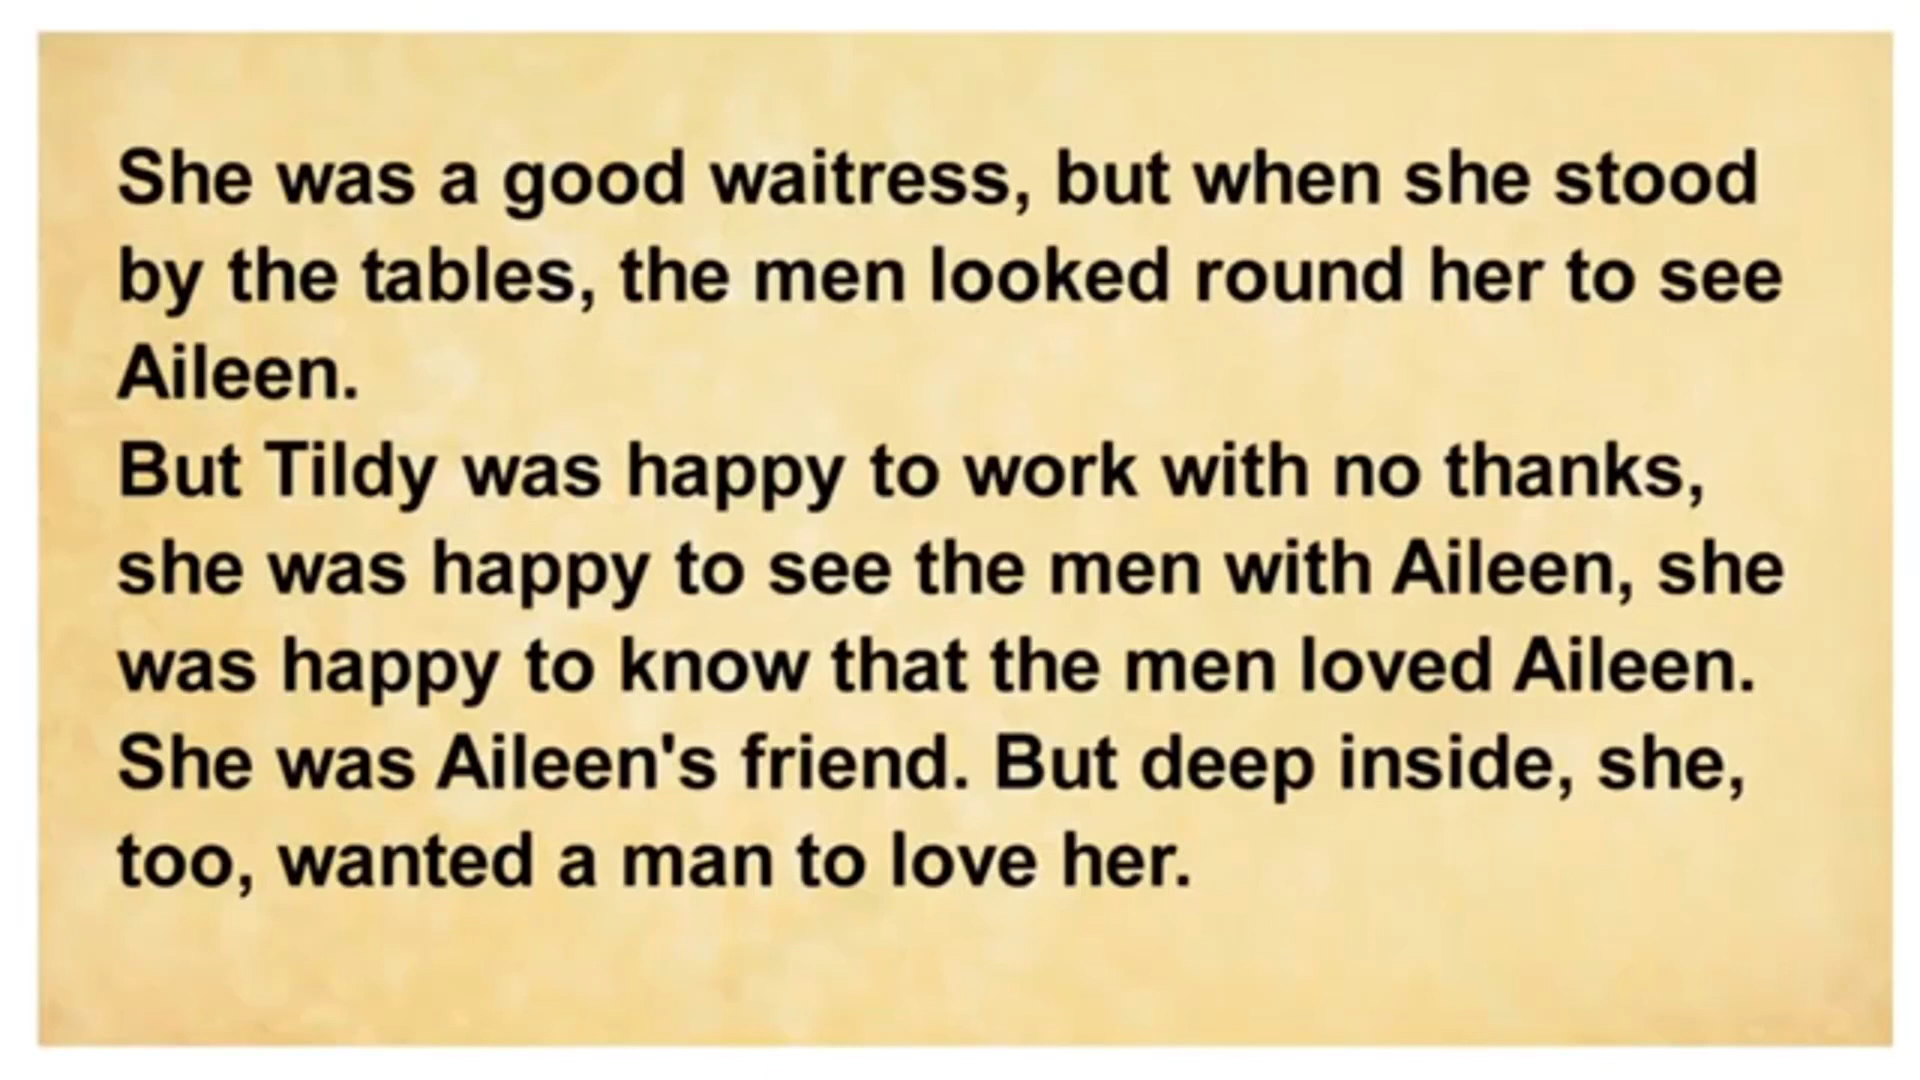 She was a good waitress, but when she stood
by the tables, the men looked round her to see
Aileen.
But Tildy was happy to work with no thanks,
she was happy to see the men with Aileen, she
was happy to know that the men loved Aileen.
She was Aileen's friend. But deep inside, she,
too, wanted a man to love her.